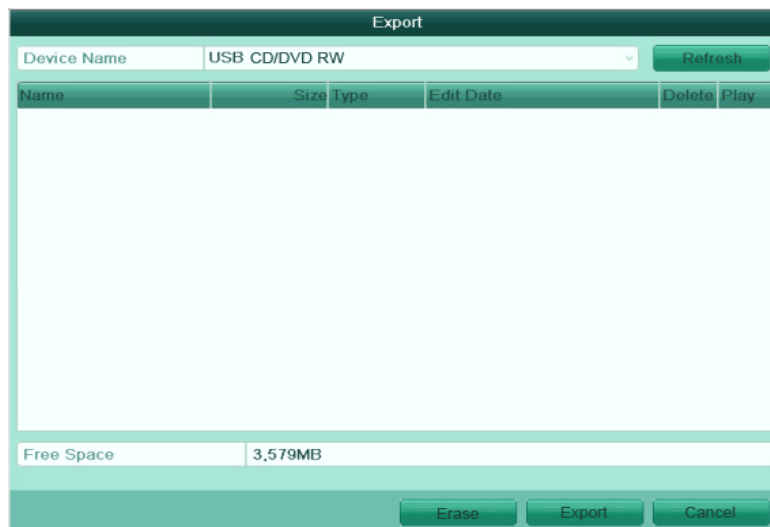 Export
Device Name USB CD/DVD RW Refresh
Name Size Type Edit Date Delete Play
Free Space 3,579MB
Erase Export Cancel